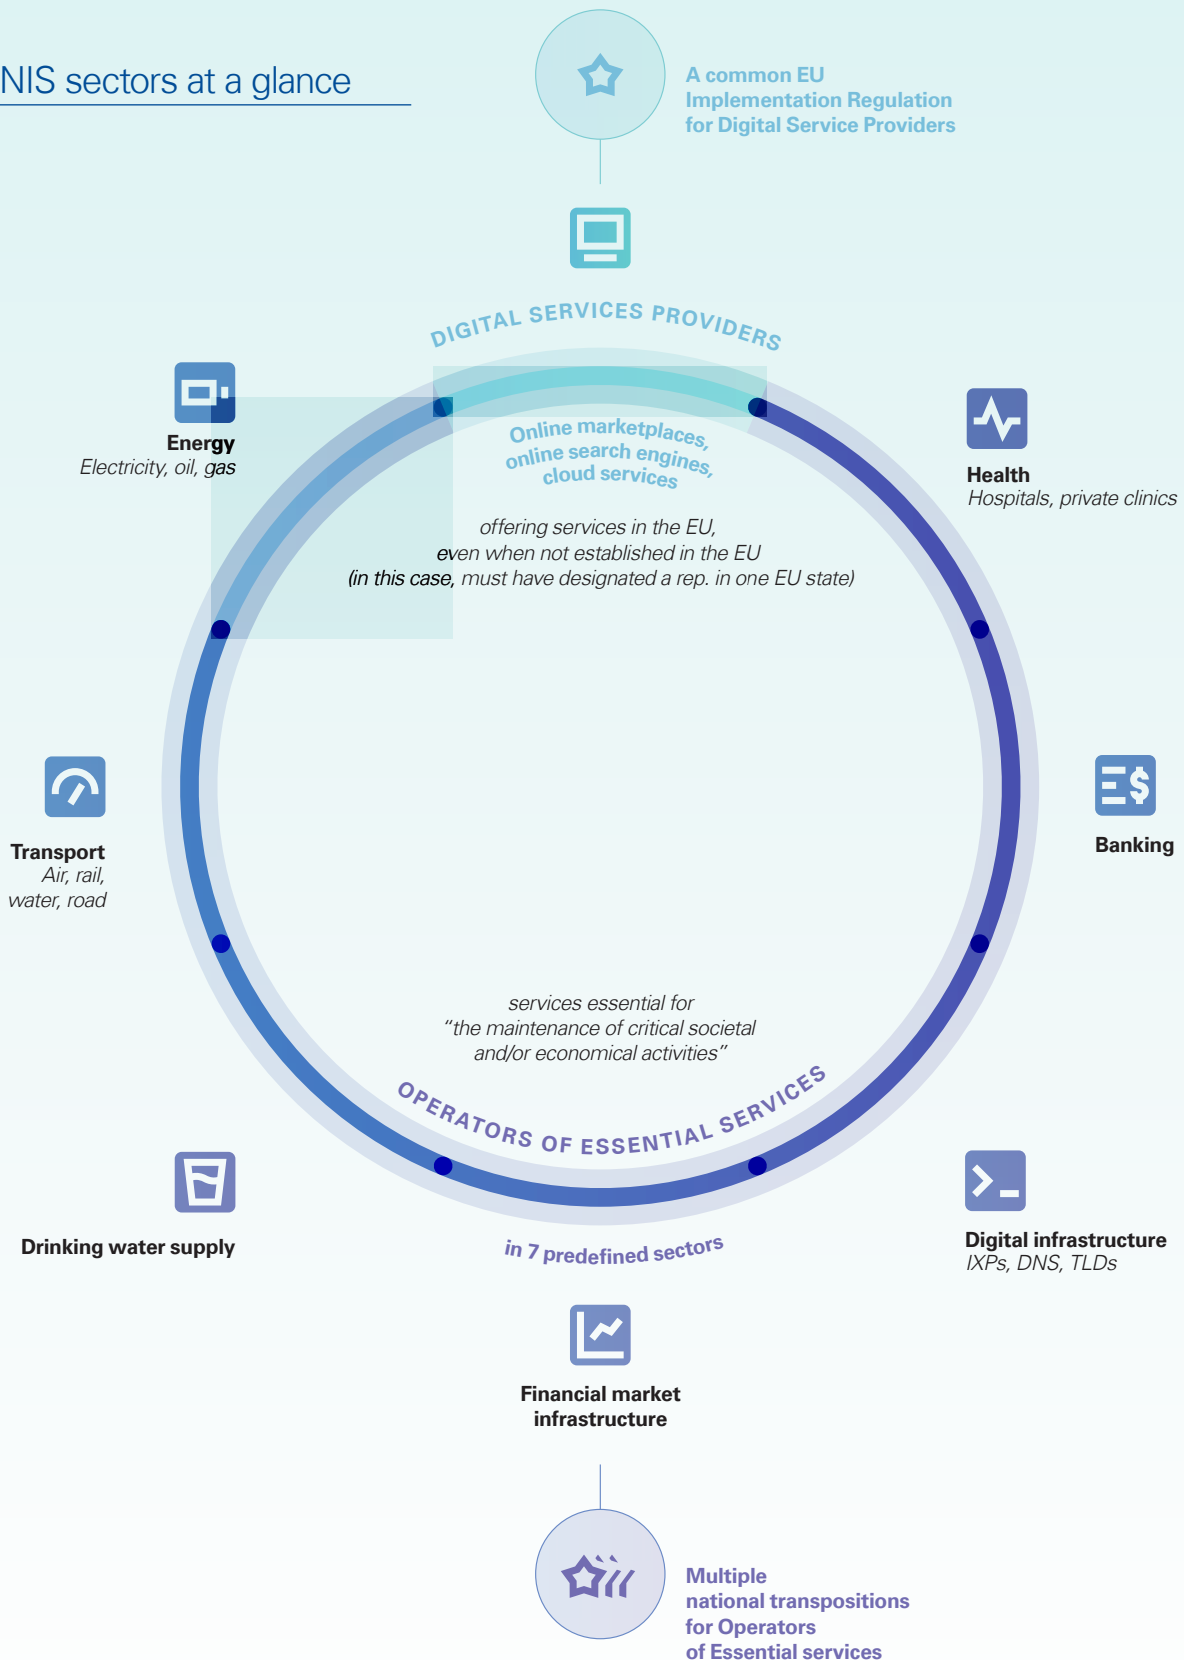 NIS sectors at a glance
A common EU
Implementation Regulation
for Digital Service Providers
DIGITAL SERVICES PROVIDERS
Online marketplaces,
online search engines,
cloud services
offering services in the EU,
even when not established in the EU
(in this case, must have designated a rep. in one EU state)
Energy
Electricity, oil, gas
Health
Hospitals, private clinics
Transport
Air, rail,
water, road
$
Banking
services essential for
“the maintenance of critical societal
and/or economical activities”
OPERATORS OF ESSENTIAL SERVICES
in 7 predefined sectors
Drinking water supply
Digital infrastructure
IXPs, DNS, TLDs
Financial market
infrastructure
Multiple
national transpositions
for Operators
of Essential services